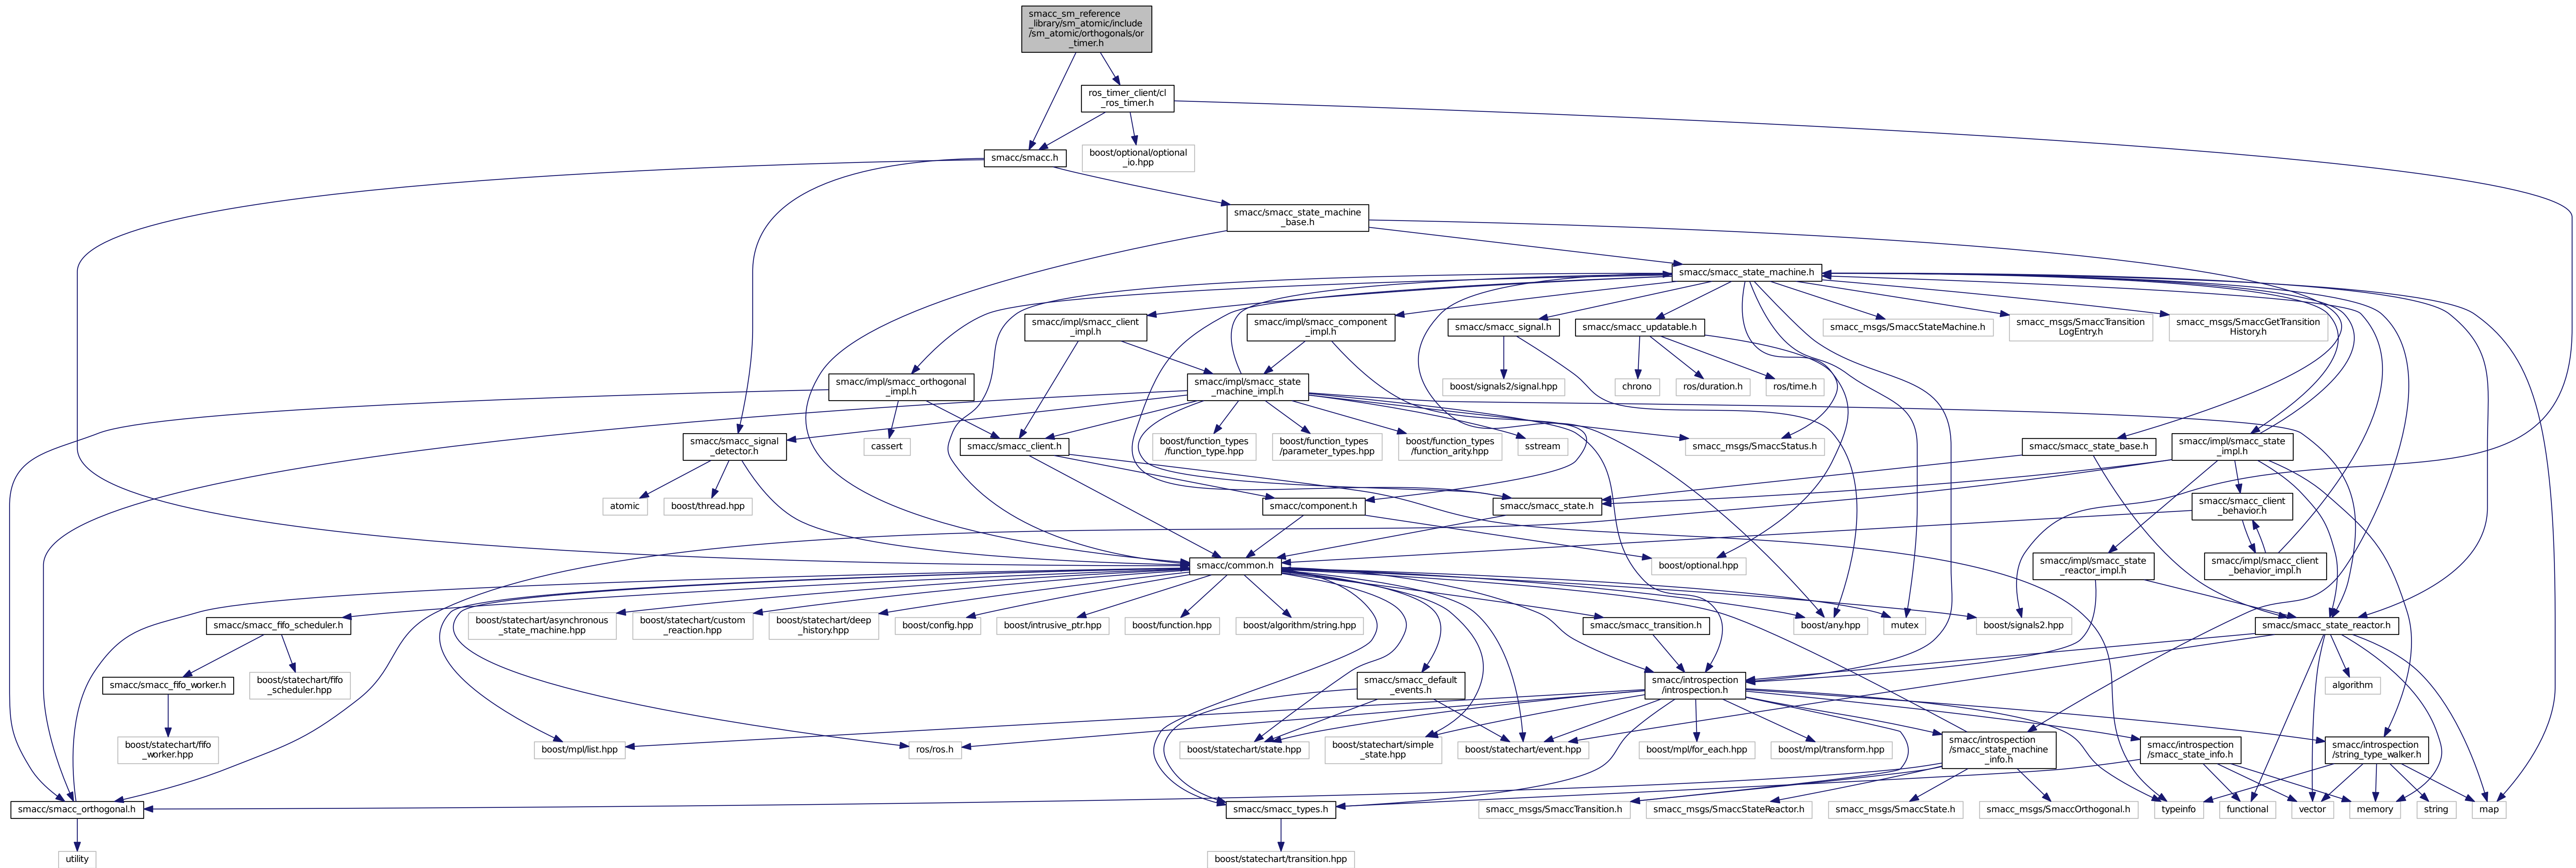 smacc_sm_reference
_library/sm_atomic/include
/sm_atomic/orthogonals/or
_timer.h
ros_timer_client/cl
_ros_timer.h
smacc/smacc.h
boost/optional/optional
_io.hpp
smacc/smacc_state_machine
_base.h
smacc/smacc_state_machine.h
smacc/impl/smacc_client
_impl.h
smacc/impl/smacc_component
_impl.h
smacc/smacc_signal.h
smacc/smacc_updatable.h
smacc_msgs/SmaccStateMachine.h
smacc_msgs/SmaccTransition
LogEntry.h
smacc_msgs/SmaccGetTransition
History.h
smacc/impl/smacc_orthogonal
_impl.h
smacc/impl/smacc_state
_machine_impl.h
boost/signals2/signal.hpp
chrono
ros/duration.h
ros/time.h
smacc/smacc_signal
_detector.h
cassert
smacc/smacc_client.h
boost/function_types
/function_type.hpp
boost/function_types
/parameter_types.hpp
boost/function_types
/function_arity.hpp
sstream
smacc_msgs/SmaccStatus.h
smacc/smacc_state_base.h
smacc/impl/smacc_state
_impl.h
atomic
boost/thread.hpp
smacc/component.h
smacc/smacc_state.h
smacc/smacc_client
_behavior.h
smacc/common.h
boost/optional.hpp
smacc/impl/smacc_state
_reactor_impl.h
smacc/impl/smacc_client
_behavior_impl.h
smacc/smacc_fifo_scheduler.h
boost/statechart/asynchronous
_state_machine.hpp
boost/statechart/custom
_reaction.hpp
boost/statechart/deep
_history.hpp
boost/config.hpp
boost/intrusive_ptr.hpp
boost/function.hpp
boost/algorithm/string.hpp
smacc/smacc_transition.h
boost/any.hpp
mutex
boost/signals2.hpp
smacc/smacc_state_reactor.h
smacc/smacc_fifo_worker.h
boost/statechart/fifo
_scheduler.hpp
smacc/smacc_default
_events.h
smacc/introspection
/introspection.h
algorithm
boost/statechart/fifo
_worker.hpp
boost/mpl/list.hpp
ros/ros.h
boost/statechart/state.hpp
boost/statechart/simple
_state.hpp
boost/statechart/event.hpp
boost/mpl/for_each.hpp
boost/mpl/transform.hpp
smacc/introspection
/smacc_state_machine
_info.h
smacc/introspection
/smacc_state_info.h
smacc/introspection
/string_type_walker.h
smacc/smacc_orthogonal.h
smacc/smacc_types.h
smacc_msgs/SmaccTransition.h
smacc_msgs/SmaccStateReactor.h
smacc_msgs/SmaccState.h
smacc_msgs/SmaccOrthogonal.h
typeinfo
functional
vector
memory
string
map
utility
boost/statechart/transition.hpp